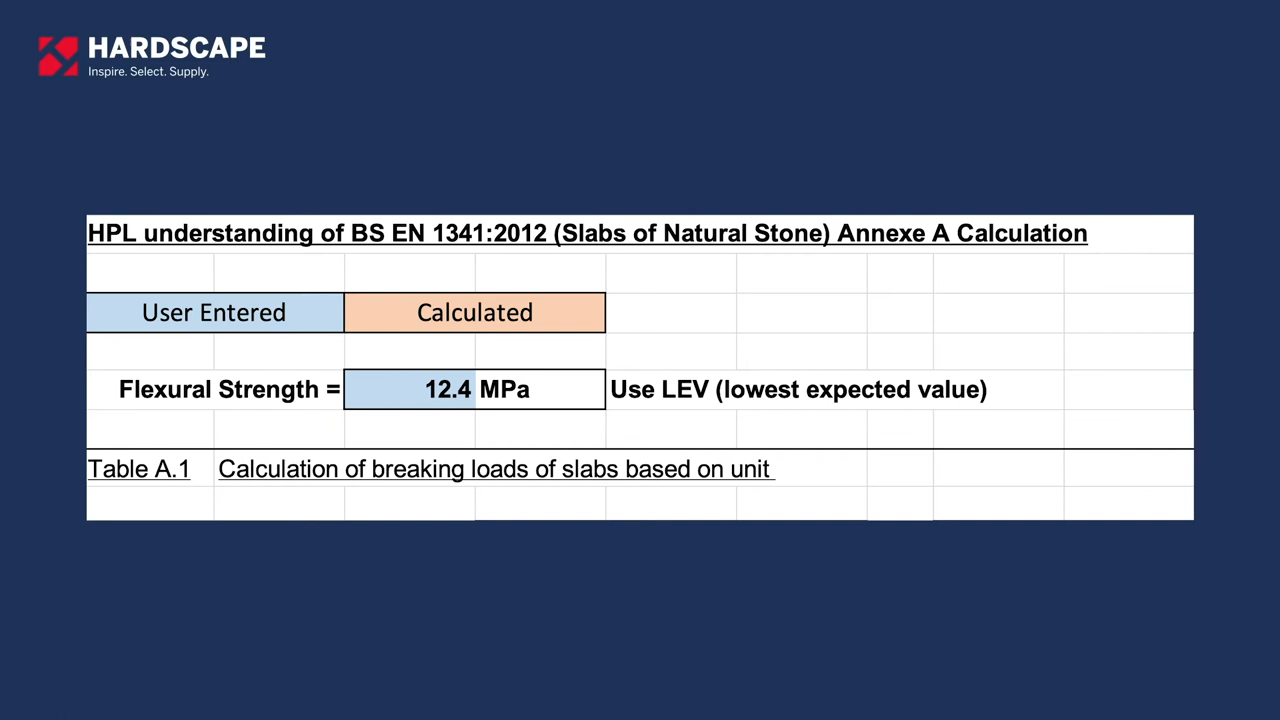 HARDSCAPE
Inspire. Select. Supply.
HPL understanding of BS EN 1341:2012 (Slabs of Natural Stone) Annexe A Calculation
User Entered Calculated
Flexural Strength = 12.4 MPa Use LEV (lowest expected value)
Table A.1 Calculation of breaking loads of slabs based on unit